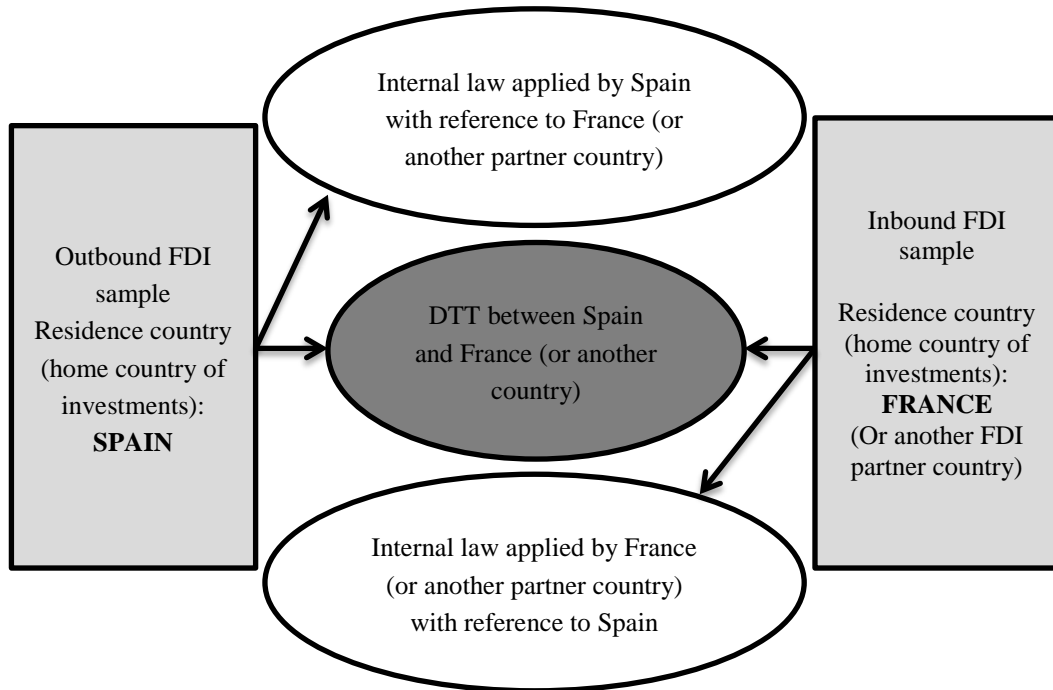 Internal law applied by Spain
with reference to France (or
another partner country)
Outbound FDI
sample
Residence country
(home country of
investments):
SPAIN
DTT between Spain
and France (or another
country)
Inbound FDI
sample
Residence country
(home country of
investments):
FRANCE
(Or another FDI
partner country)
Internal law applied by France
(or another partner country)
with reference to Spain